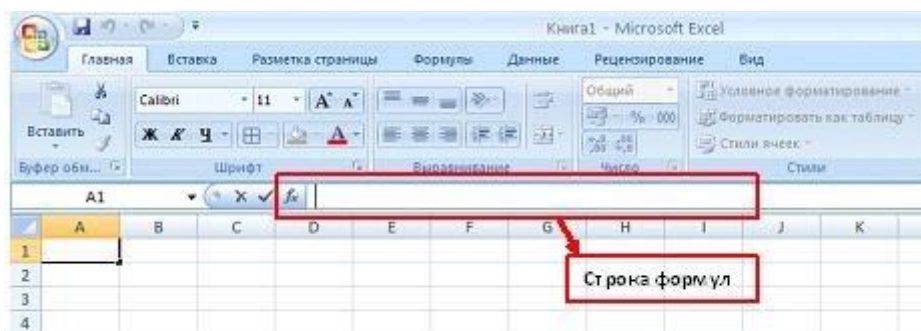 Книга1 - Microsoft Excel
Главная Вставка Разметка страницы Формулы Данные Рецензирование Вид
Calibri 11 A A Общий Условное форматирование
Вставить Ж К Ч A % 000 Форматировать как таблицу
Стили ячеек
Буфер обм... Шрифт Выравнивание Число Стили
A1 fx
A B C D E F G H I J K
1
2 Строка формул
3
4